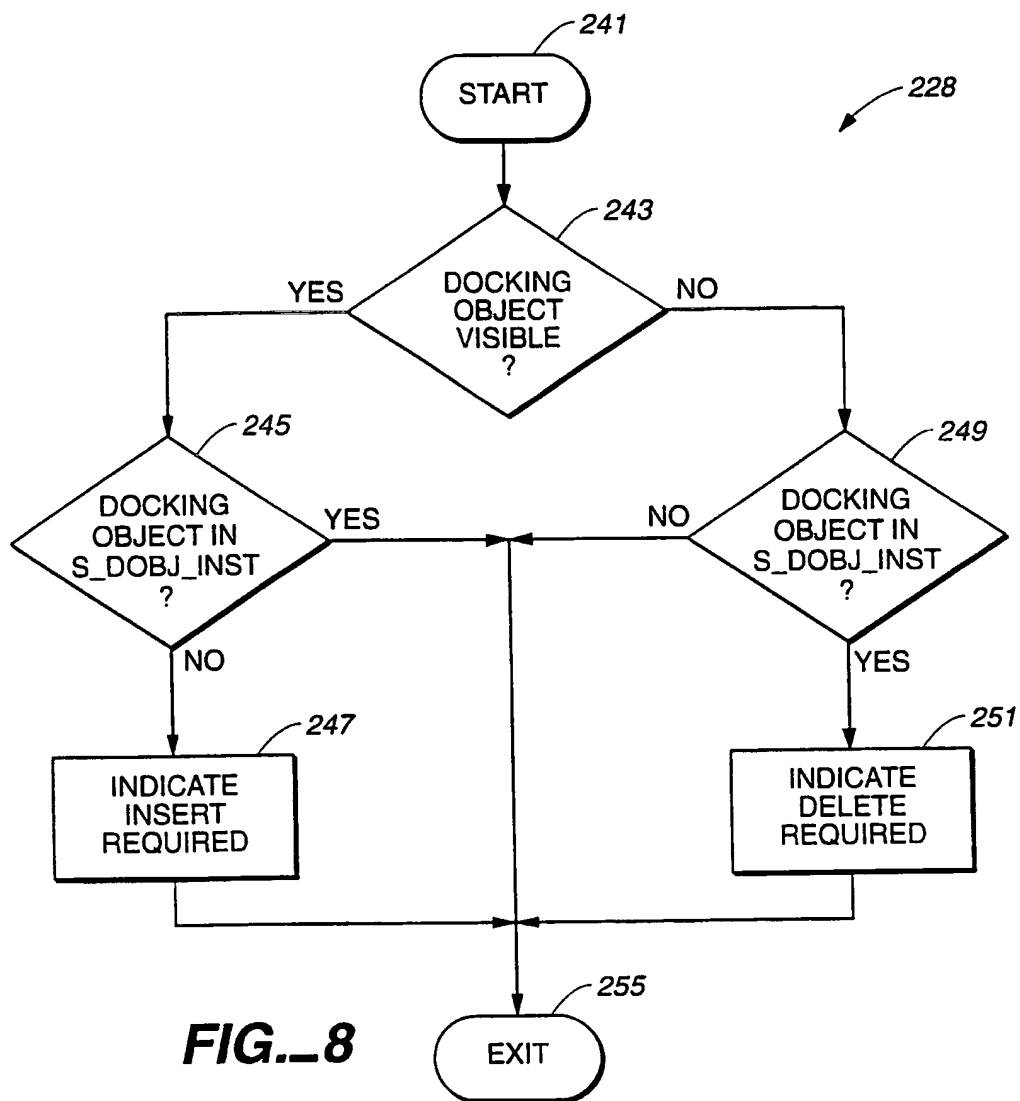 241
START
228
243
DOCKING
OBJECT
VISIBLE
?
YES
NO
245
DOCKING
OBJECT IN
S_DOBJ_INST
?
YES
NO
249
DOCKING
OBJECT IN
S_DOBJ_INST
?
NO
YES
247
INDICATE
INSERT
REQUIRED
251
INDICATE
DELETE
REQUIRED
255
EXIT
FIG._8